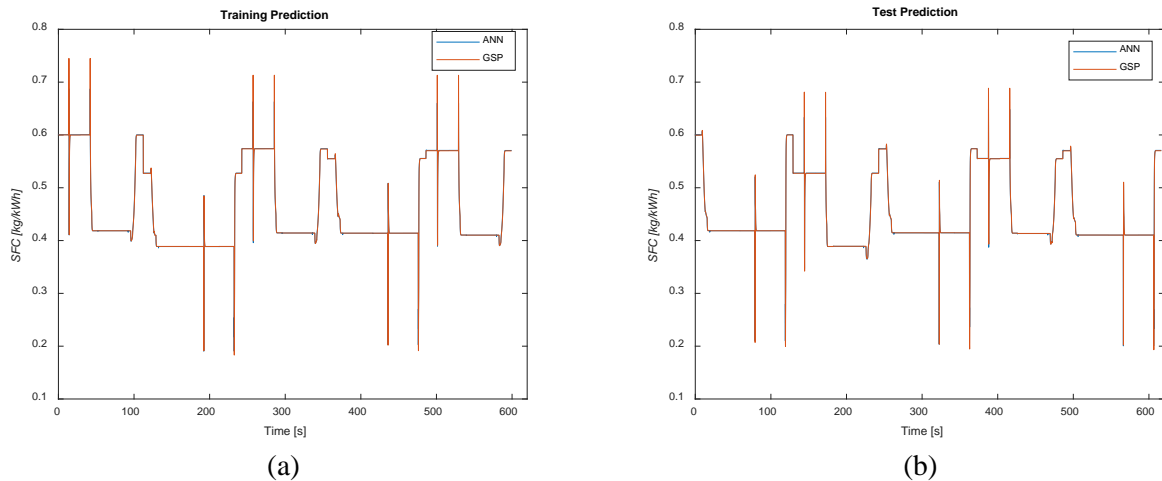 Training Prediction
0.8
0.7
0.6
0.5
0.4
0.3
0.2
0.1
SFC [kg/kWh]
0 100 200 300 400 500 600
Time [s]
ANN
GSP
(a)
Test Prediction
0.8
0.7
0.6
0.5
0.4
0.3
0.2
0.1
SFC [kg/kWh]
0 100 200 300 400 500 600
Time [s]
ANN
GSP
(b)